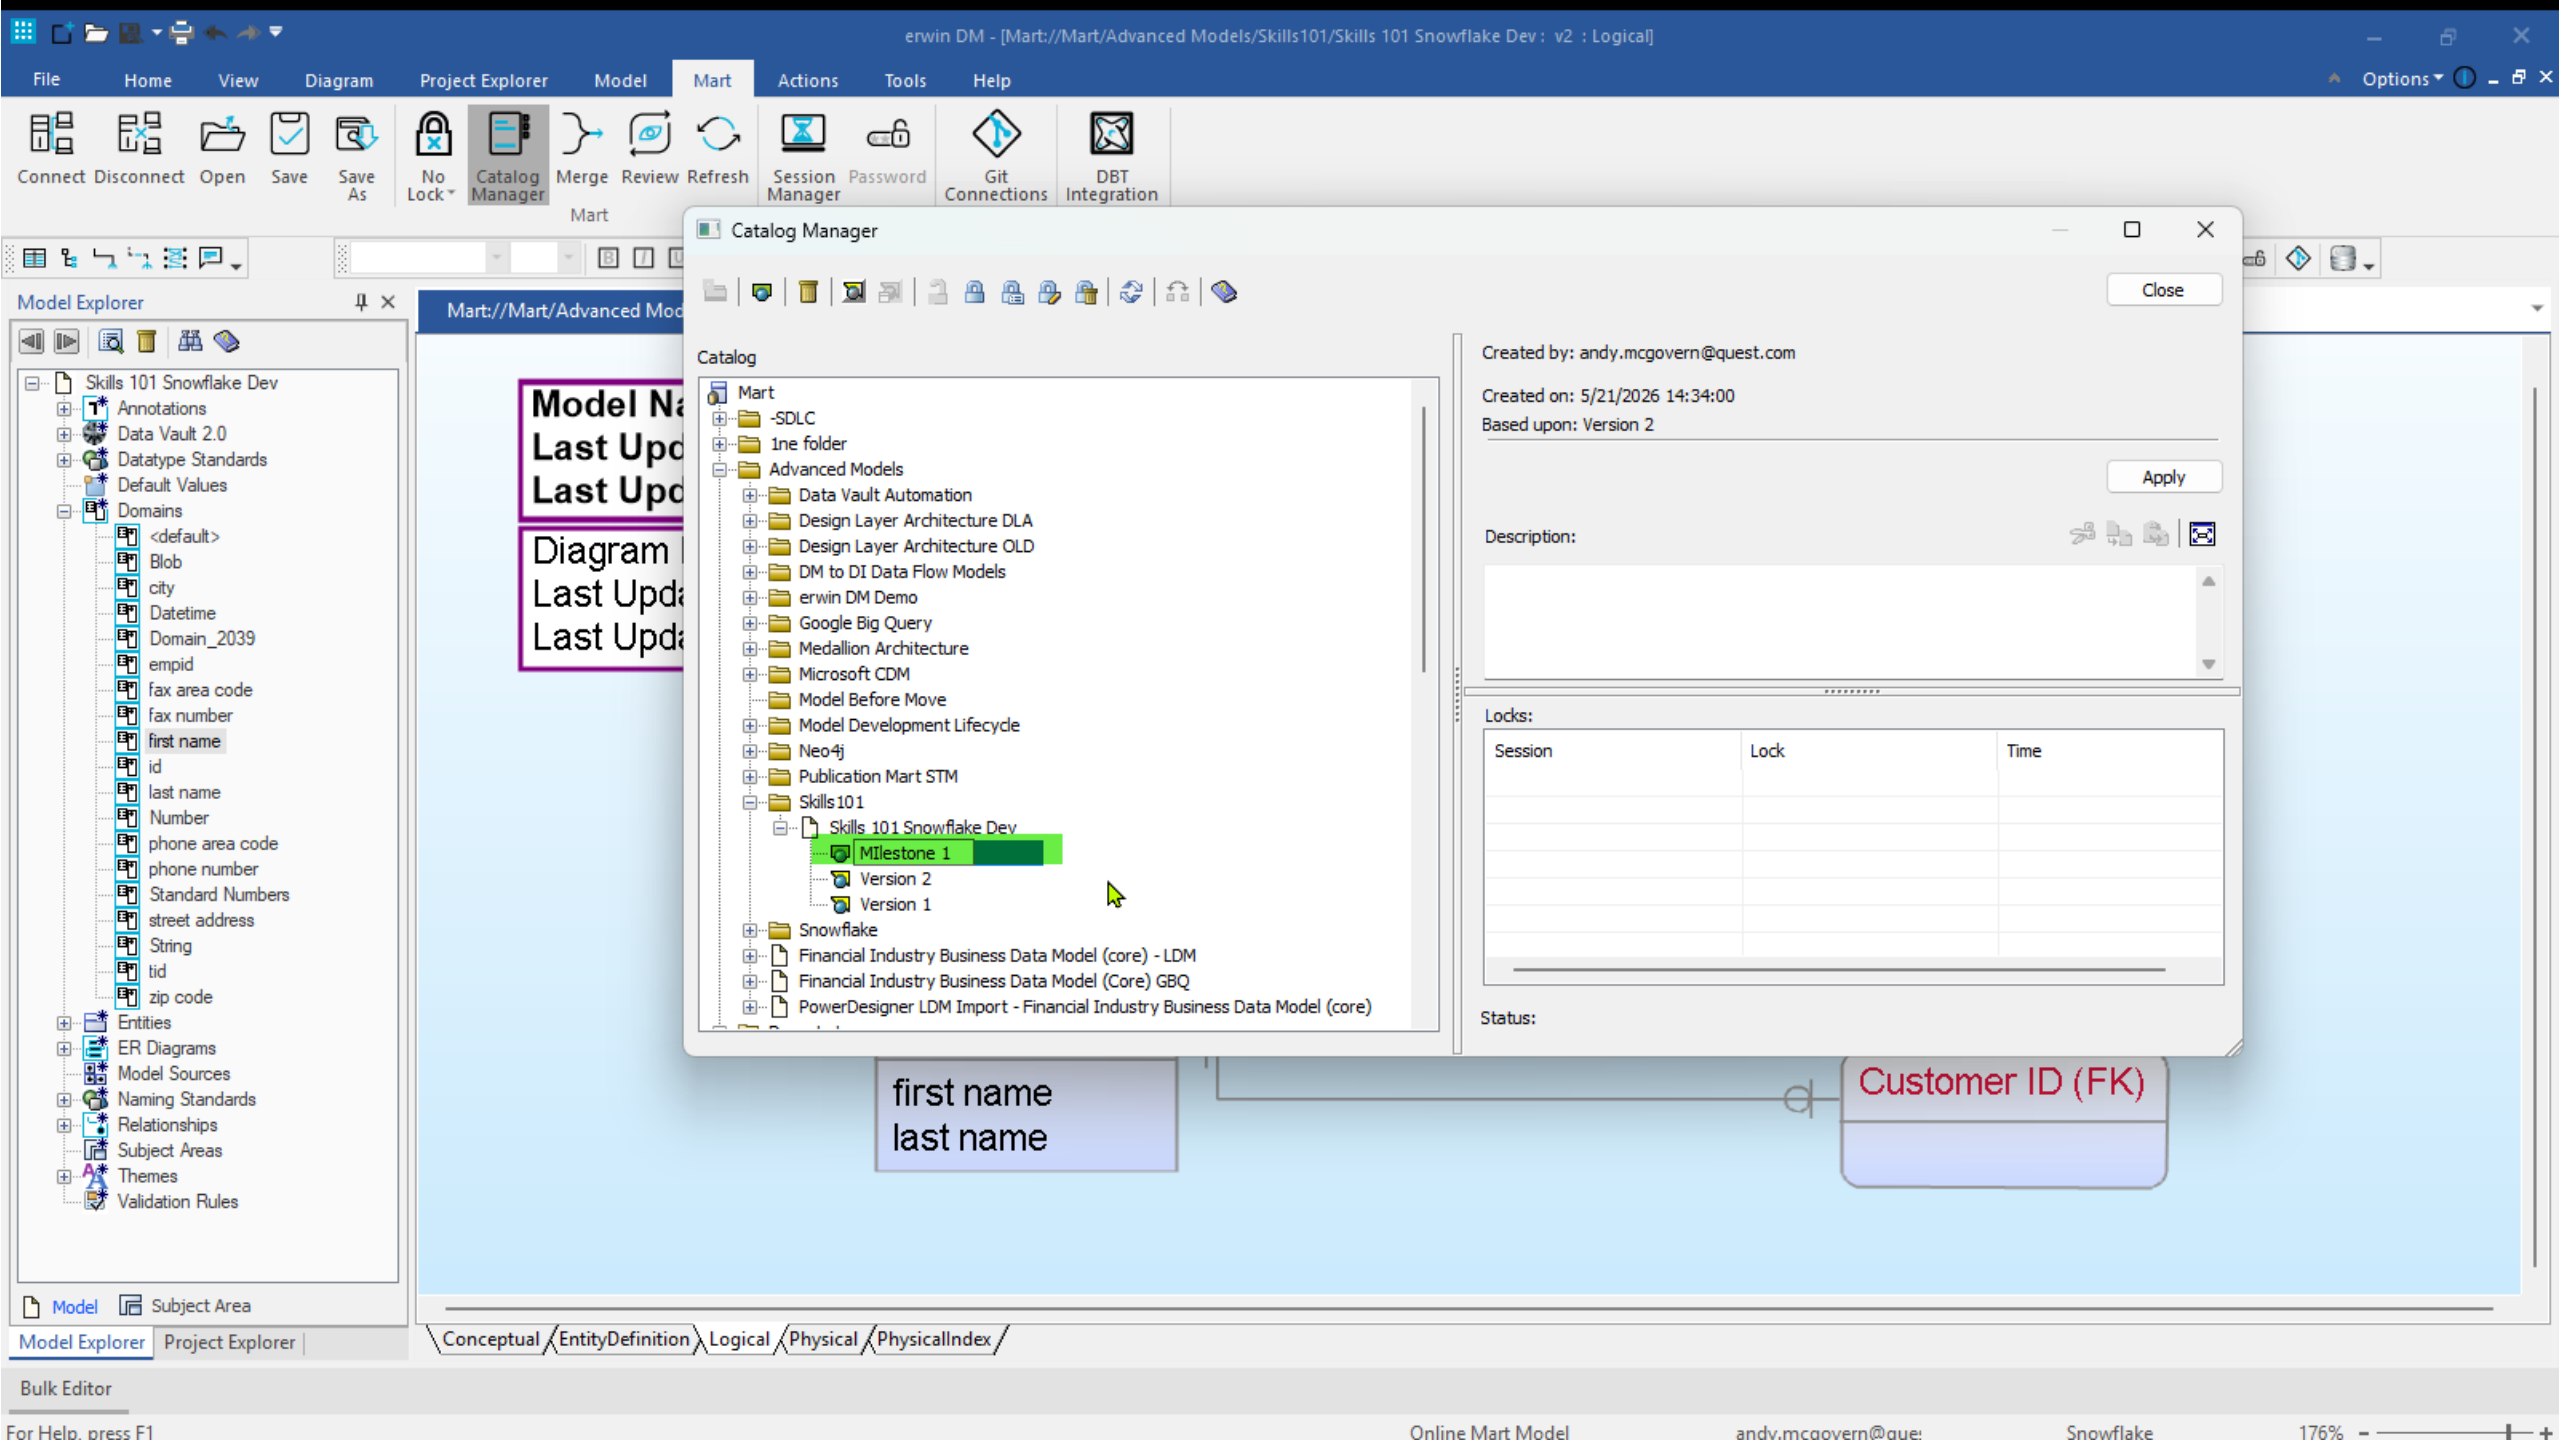 erwin DM - [Mart://Mart/Advanced Models/Skills101/Skills 101 Snowflake Dev : v2 : Logical]
File Home View Diagram Project Explorer Model Mart Actions Tools Help
Options
Connect Disconnect Open Save Save As No Lock Catalog Manager Merge Review Refresh Session Manager Password Git Connections DBT Integration
Mart
Model Explorer
Mart://Mart/Advanced Mod
Skills 101 Snowflake Dev
Annotations
Data Vault 2.0
Datatype Standards
Default Values
Domains
<default>
Blob
city
Datetime
Domain_2039
empid
fax area code
fax number
first name
id
last name
Number
phone area code
phone number
Standard Numbers
street address
String
tid
zip code
Entities
ER Diagrams
Model Sources
Naming Standards
Relationships
Subject Areas
Themes
Validation Rules
Model Subject Area
Model Explorer Project Explorer
Model Na
Last Upd
Last Upd
Diagram
Last Upda
Last Upda
Catalog Manager
Close
Catalog
Mart
-SDLC
1ne folder
Advanced Models
Data Vault Automation
Design Layer Architecture DLA
Design Layer Architecture OLD
DM to DI Data Flow Models
erwin DM Demo
Google Big Query
Medallion Architecture
Microsoft CDM
Model Before Move
Model Development Lifecycle
Neo4j
Publication Mart STM
Skills101
Skills 101 Snowflake Dev
MIlestone 1
Version 2
Version 1
Snowflake
Financial Industry Business Data Model (core) - LDM
Financial Industry Business Data Model (Core) GBQ
PowerDesigner LDM Import - Financial Industry Business Data Model (core)
Created by: andy.mcgovern@quest.com
Created on: 5/21/2026 14:34:00
Based upon: Version 2
Apply
Description:
Locks:
Session Lock Time
Status:
first name
last name
Customer ID (FK)
Conceptual EntityDefinition Logical Physical PhysicalIndex
Bulk Editor
For Help, press F1
Online Mart Model andy.mcgovern@que: Snowflake 176%